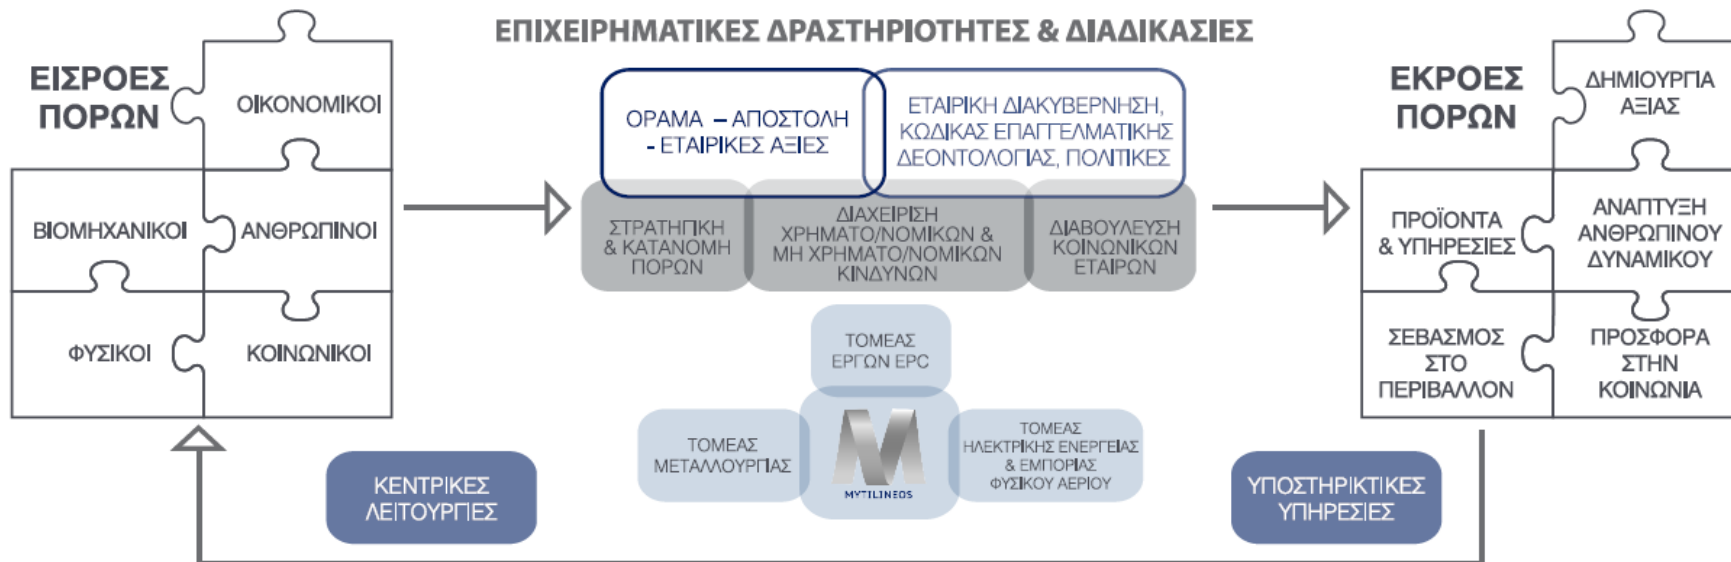 ΕΠΙΧΕΙΡΗΜΑΤΙΚΕΣ ΔΡΑΣΤΗΡΙΟΤΗΤΕΣ & ΔΙΑΔΙΚΑΣΙΕΣ
ΕΙΣΡΟΕΣ
ΠΟΡΩΝ
ΟΙΚΟΝΟΜΙΚΟΙ
ΒΙΟΜΗΧΑΝΙΚΟΙ
ΑΝΘΡΩΠΙΝΟΙ
ΦΥΣΙΚΟΙ
ΚΟΙΝΩΝΙΚΟΙ
ΟΡΑΜΑ – ΑΠΟΣΤΟΛΗ
- ΕΤΑΙΡΙΚΕΣ ΑΞΙΕΣ
ΕΤΑΙΡΙΚΗ ΔΙΑΚΥΒΕΡΝΗΣΗ,
ΚΩΔΙΚΑΣ ΕΠΑΓΓΕΛΜΑΤΙΚΗΣ
ΔΕΟΝΤΟΛΟΓΙΑΣ, ΠΟΛΙΤΙΚΕΣ
ΣΤΡΑΤΗΓΙΚΗ
& ΚΑΤΑΝΟΜΗ
ΠΟΡΩΝ
ΔΙΑΧΕΙΡΙΣΗ
ΧΡΗΜΑΤΟ/ΝΟΜΙΚΩΝ &
ΜΗ ΧΡΗΜΑΤΟ/ΝΟΜΙΚΩΝ
ΚΙΝΔΥΝΩΝ
ΔΙΑΒΟΥΛΕΥΣΗ
ΚΟΙΝΩΝΙΚΩΝ
ΕΤΑΙΡΩΝ
ΤΟΜΕΑΣ
ΕΡΓΩΝ EPC
ΤΟΜΕΑΣ
ΜΕΤΑΛΛΟΥΡΓΙΑΣ
MYTILINEOS
ΤΟΜΕΑΣ
ΗΛΕΚΤΡΙΚΗΣ ΕΝΕΡΓΕΙΑΣ
& ΕΜΠΟΡΙΑΣ
ΦΥΣΙΚΟΥ ΑΕΡΙΟΥ
ΚΕΝΤΡΙΚΕΣ
ΛΕΙΤΟΥΡΓΙΕΣ
ΥΠΟΣΤΗΡΙΚΤΙΚΕΣ
ΥΠΗΡΕΣΙΕΣ
ΕΚΡΟΕΣ
ΠΟΡΩΝ
ΔΗΜΙΟΥΡΓΙΑ
ΑΞΙΑΣ
ΠΡΟΪΟΝΤΑ
& ΥΠΗΡΕΣΙΕΣ
ΑΝΑΠΤΥΞΗ
ΑΝΘΡΩΠΙΝΟΥ
ΔΥΝΑΜΙΚΟΥ
ΣΕΒΑΣΜΟΣ
ΣΤΟ
ΠΕΡΙΒΑΛΛΟΝ
ΠΡΟΣΦΟΡΑ
ΣΤΗΝ
ΚΟΙΝΩΝΙΑ